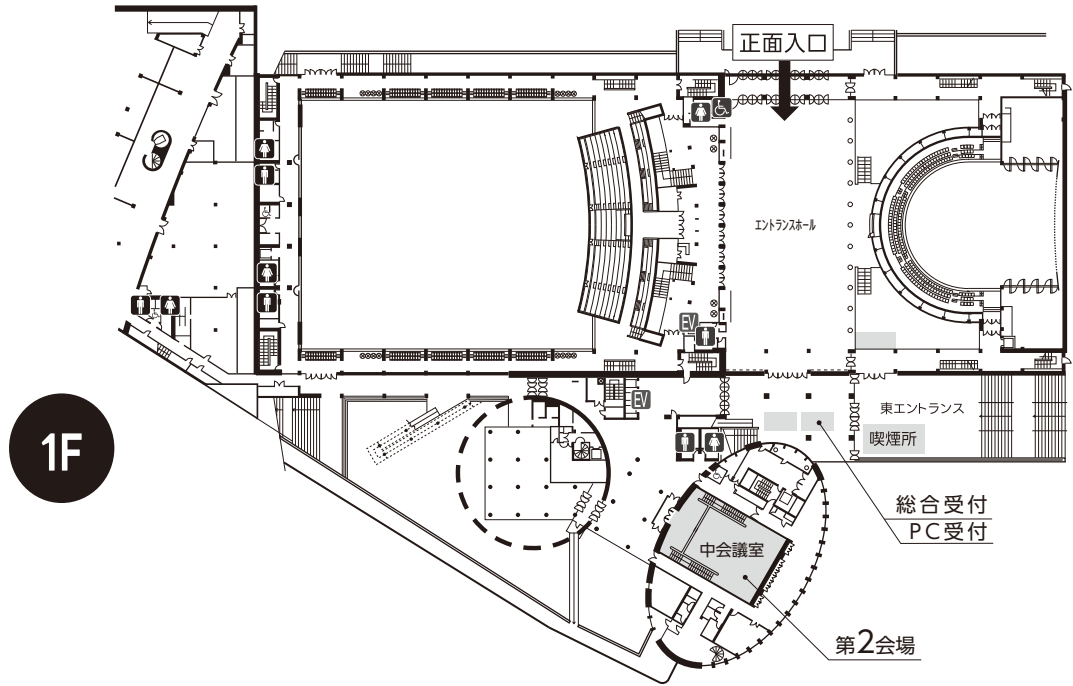 正面入口
エントランスホール
EV
EV
東エントランス
喫煙所
1F
総合受付
PC受付
中会議室
第2会場